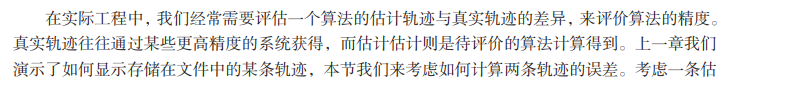 在实际工程中，我们经常需要评估一个算法的估计轨迹与真实轨迹的差异，来评价算法的精度。
真实轨迹往往通过某些更高精度的系统获得，而估计估计则是待评价的算法计算得到。上一章我们
演示了如何显示存储在文件中的某条轨迹，本节我们来考虑如何计算两条轨迹的误差。考虑一条估